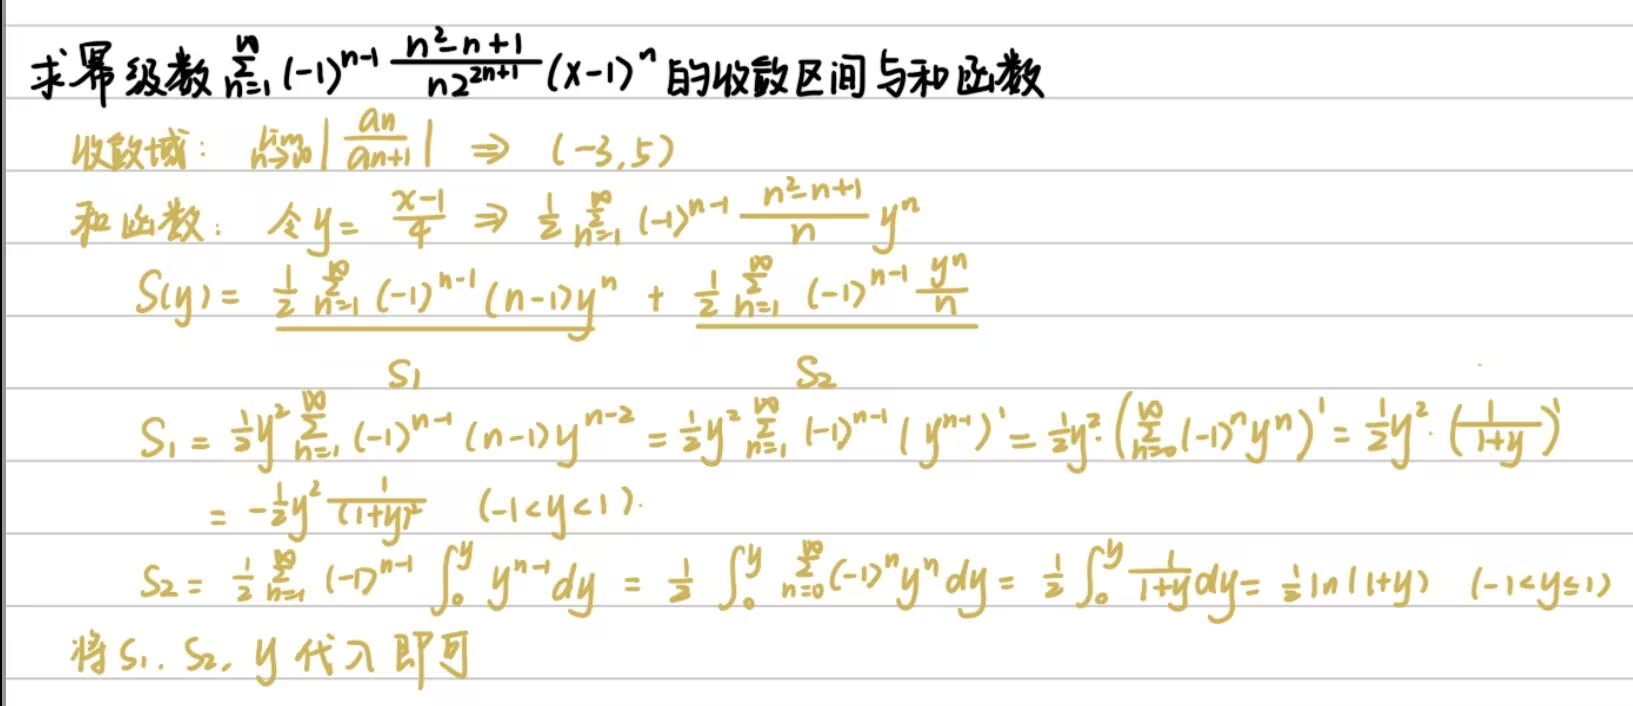 求幂级数 $\sum_{n=1}^{\infty} (-1)^{n-1} \frac{n^2-n+1}{n2^{2n+1}} (x-1)^n$ 的收敛区间与和函数
收敛域: $\lim_{n\to\infty} \left| \frac{a_n}{a_{n+1}} \right| \Rightarrow (-3,5)$
和函数: 令 $y = \frac{x-1}{4} \Rightarrow \frac{1}{2} \sum_{n=1}^{\infty} (-1)^{n-1} \frac{n^2-n+1}{n} y^n$
$S(y) = \frac{1}{2} \sum_{n=1}^{\infty} (-1)^{n-1} (n-1) y^n + \frac{1}{2} \sum_{n=1}^{\infty} (-1)^{n-1} \frac{y^n}{n}$
$S_1$ $S_2$
$S_1 = \frac{1}{2} y^2 \sum_{n=1}^{\infty} (-1)^{n-1} (n-1) y^{n-2} = \frac{1}{2} y^2 \sum_{n=1}^{\infty} (-1)^{n-1} (y^{n-1})' = \frac{1}{2} y^2 \cdot \left( \sum_{n=0}^{\infty} (-1)^n y^n \right)' = \frac{1}{2} y^2 \cdot \left( \frac{1}{1+y} \right)'$
$= -\frac{1}{2} y^2 \frac{1}{(1+y)^2} \quad (-1<y<1).$
$S_2 = \frac{1}{2} \sum_{n=1}^{\infty} (-1)^{n-1} \int_0^y y^{n-1} dy = \frac{1}{2} \int_0^y \sum_{n=0}^{\infty} (-1)^n y^n dy = \frac{1}{2} \int_0^y \frac{1}{1+y} dy = \frac{1}{2} \ln(1+y) \quad (-1<y\leq 1)$
将 $S_1$. $S_2$, $y$ 代入即可